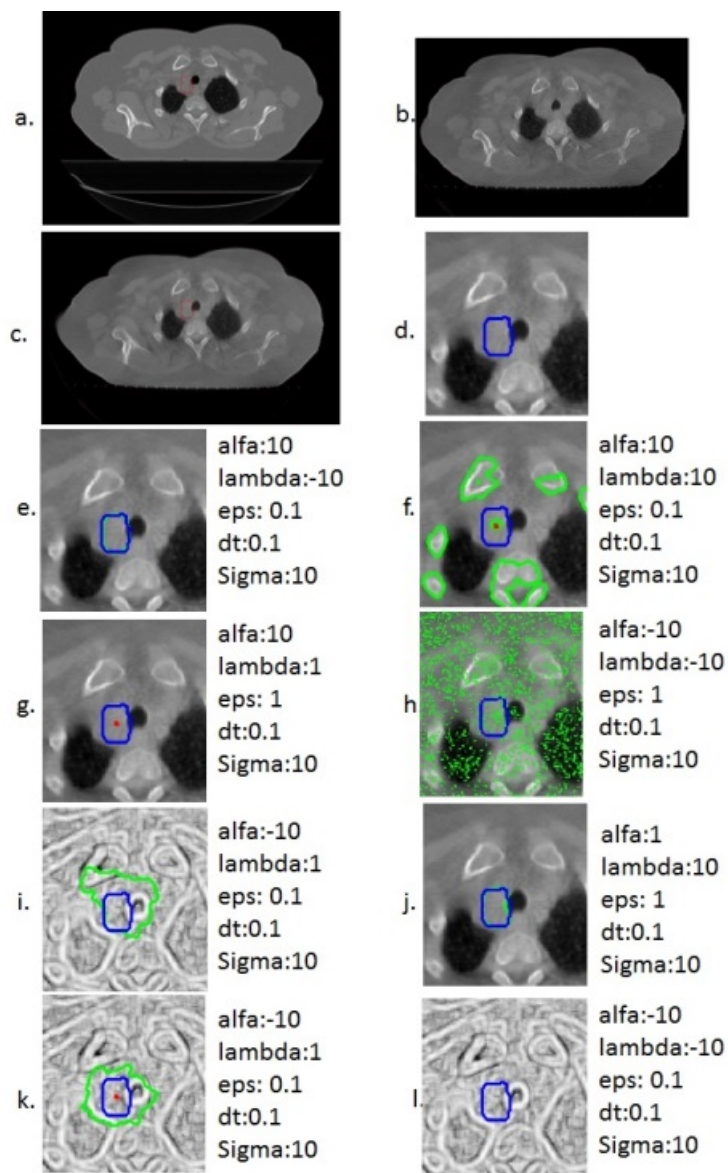 a.
b.
c.
d.
e.
alfa:10
lambda:-10
eps: 0.1
dt:0.1
Sigma:10
f.
alfa:10
lambda:10
eps: 0.1
dt:0.1
Sigma:10
g.
alfa:10
lambda:1
eps: 1
dt:0.1
Sigma:10
h
alfa:-10
lambda:-10
eps: 1
dt:0.1
Sigma:10
i.
alfa:-10
lambda:1
eps: 0.1
dt:0.1
Sigma:10
j.
alfa:1
lambda:10
eps: 1
dt:0.1
Sigma:10
k.
alfa:-10
lambda:1
eps: 0.1
dt:0.1
Sigma:10
l.
alfa:-10
lambda:-10
eps: 0.1
dt:0.1
Sigma:10